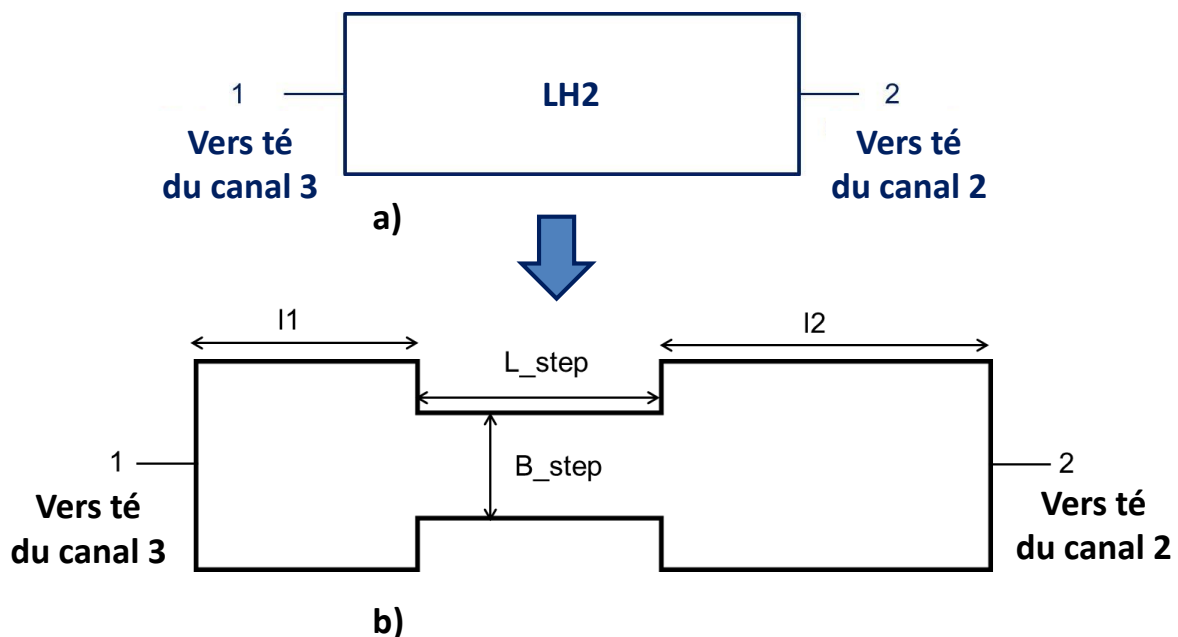 1
LH2
2
Vers té
du canal 3
Vers té
du canal 2
a)
l1
l2
L_step
B_step
1
2
Vers té
du canal 3
Vers té
du canal 2
b)